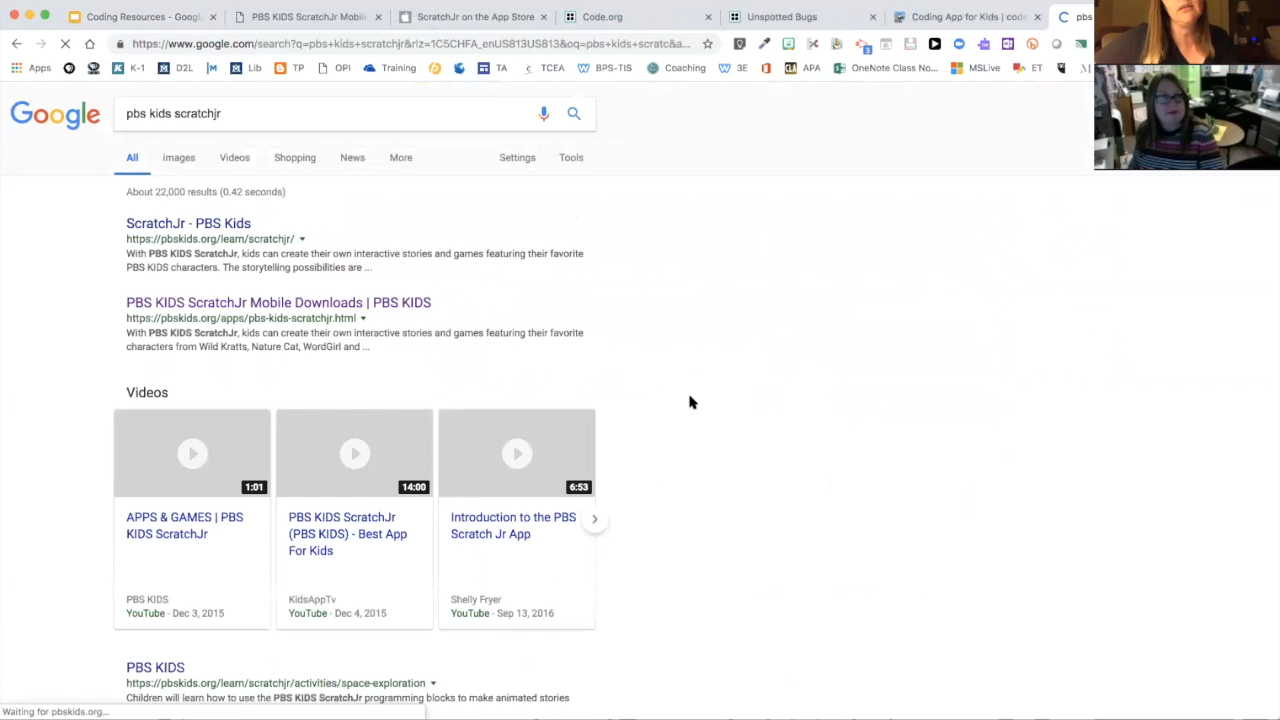 Coding Resources - Goog
PBS KIDS ScratchJr Mobile
ScratchJr on the App Store
Code.org
Unspotted Bugs
Coding App for Kids | code
pbs
https://www.google.com/search?q=pbs+kids+scratchjr&rlz=1C5CHFA_enUS813US813&oq=pbs+kids+scratc&a...
Apps
K-1
D2L
Lib
TP
OPI
Training
TA
TCEA
BPS-TIS
Coaching
3E
APA
OneNote Class No...
MSLive
ET
Google
pbs kids scratchjr
All
Images
Videos
Shopping
News
More
Settings
Tools
About 22,000 results (0.42 seconds)
ScratchJr - PBS Kids
https://pbskids.org/learn/scratchjr/
With PBS KIDS ScratchJr, kids can create their own interactive stories and games featuring their favorite
PBS KIDS characters. The storytelling possibilities are ...
PBS KIDS ScratchJr Mobile Downloads | PBS KIDS
https://pbskids.org/apps/pbs-kids-scratchjr.html
With PBS KIDS ScratchJr, kids can create their own interactive stories and games featuring their favorite
characters from Wild Kratts, Nature Cat, WordGirl and ...
Videos
1:01
14:00
6:53
APPS & GAMES | PBS
KIDS ScratchJr
PBS KIDS
YouTube - Dec 3, 2015
PBS KIDS ScratchJr
(PBS KIDS) - Best App
For Kids
KidsAppTv
YouTube - Dec 4, 2015
Introduction to the PBS
Scratch Jr App
Shelly Fryer
YouTube - Sep 13, 2016
PBS KIDS
https://pbskids.org/learn/scratchjr/activities/space-exploration
Children will learn how to use the PBS KIDS ScratchJr programming blocks to make animated stories
Waiting for pbskids.org...